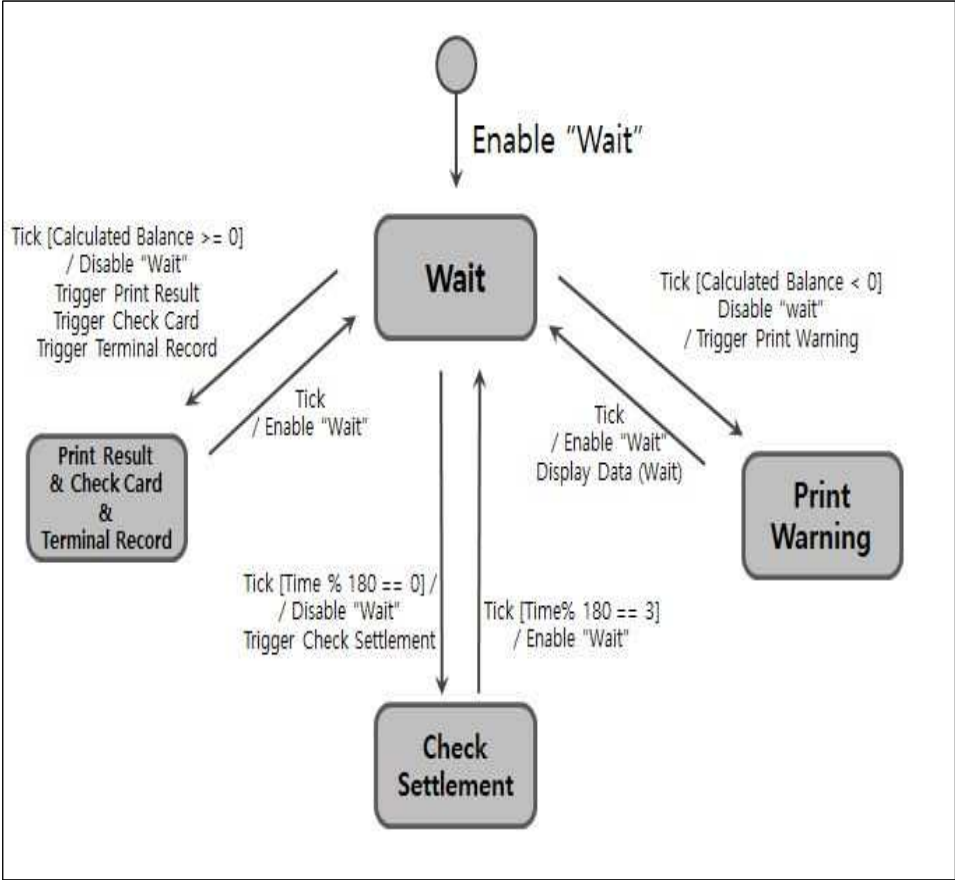 Enable “Wait”
Wait
Tick [Calculated Balance >= 0]
/ Disable “Wait”
Trigger Print Result
Trigger Check Card
Trigger Terminal Record
Tick [Calculated Balance < 0]
Disable “wait”
/ Trigger Print Warning
Tick
/ Enable “Wait”
Tick
/ Enable “Wait”
Display Data (Wait)
Print Result
& Check Card
&
Terminal Record
Print
Warning
Tick [Time % 180 == 0] /
/ Disable “Wait”
Trigger Check Settlement
Tick [Time% 180 == 3]
/ Enable “Wait”
Check
Settlement